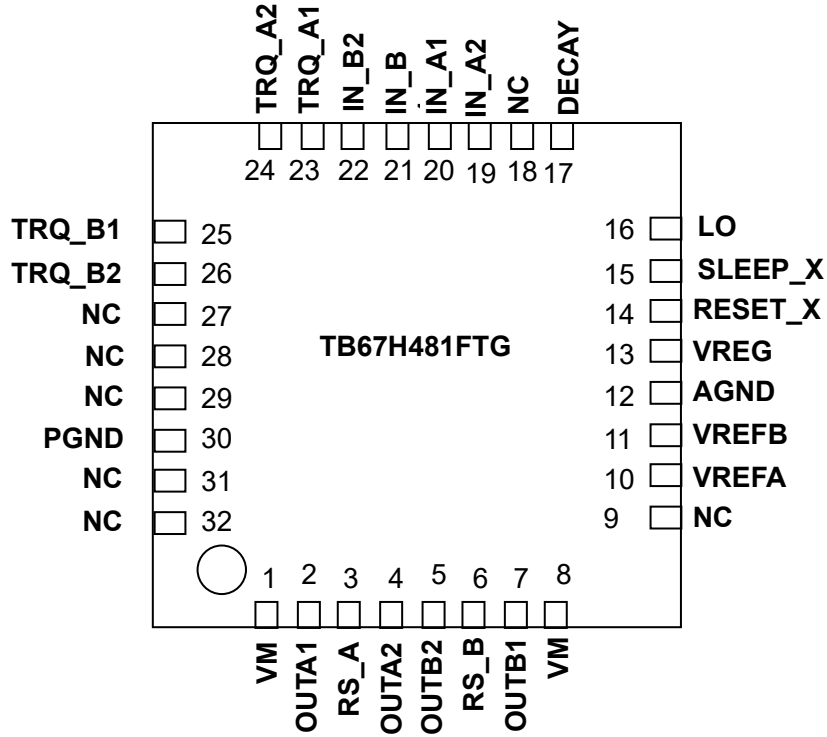 TRQ_A2
TRQ_A1
IN_B2
IN_B
IN_A1
IN_A2
NC
DECAY
24 23 22 21 20 19 18 17
TRQ_B1 25
TRQ_B2 26
NC 27
NC 28
NC 29
PGND 30
NC 31
NC 32
TB67H481FTG
16 LO
15 SLEEP_X
14 RESET_X
13 VREG
12 AGND
11 VREFB
10 VREFA
9 NC
1 2 3 4 5 6 7 8
VM
OUTA1
RS_A
OUTA2
OUTB2
RS_B
OUTB1
VM